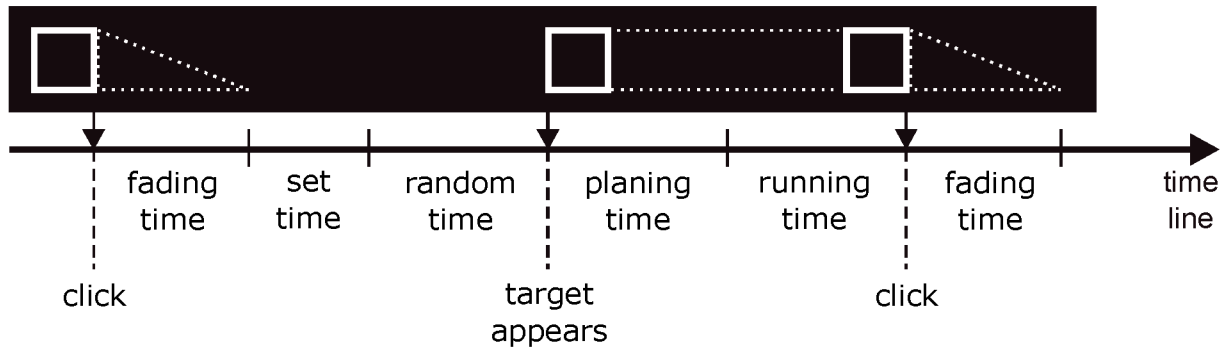 fading
time
set
time
random
time
planing
time
running
time
fading
time
time
line
click
target
appears
click